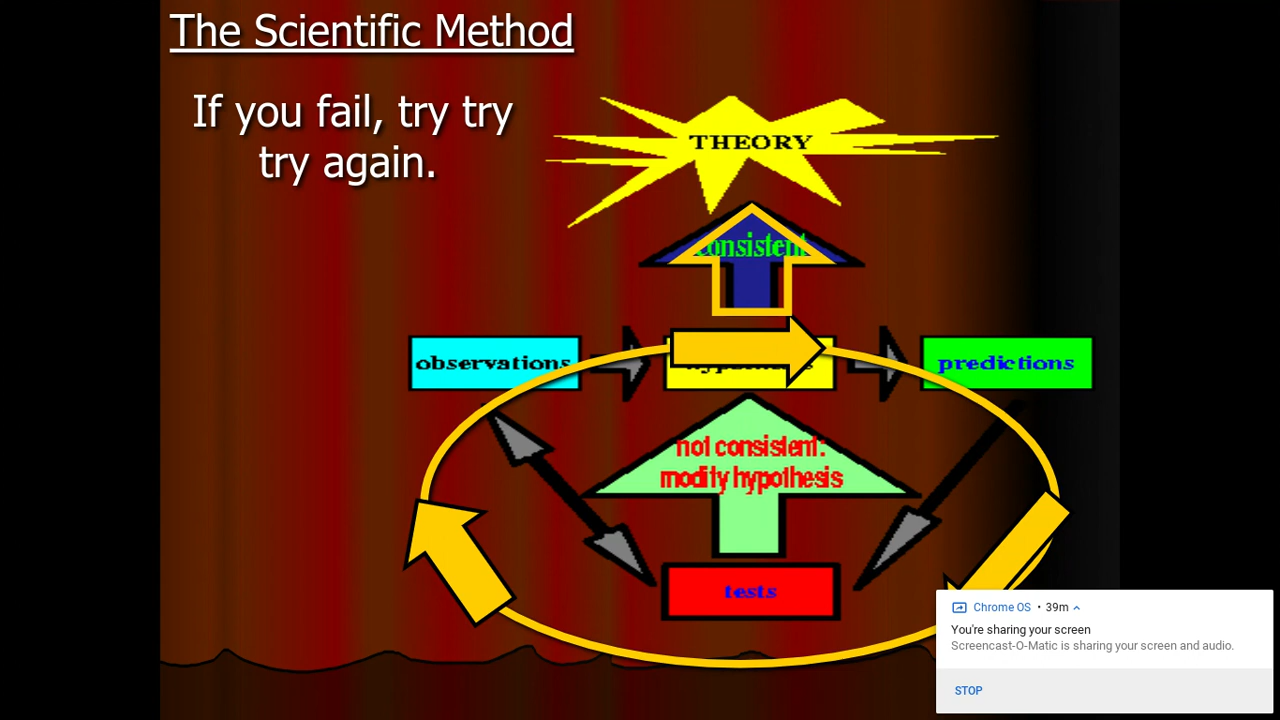 The Scientific Method
If you fail, try try
try again.
THEORY
consistent
observations
predictions
not consistent:
modify hypothesis
tests
Chrome OS • 39m
You're sharing your screen
Screencast-O-Matic is sharing your screen and audio.
STOP